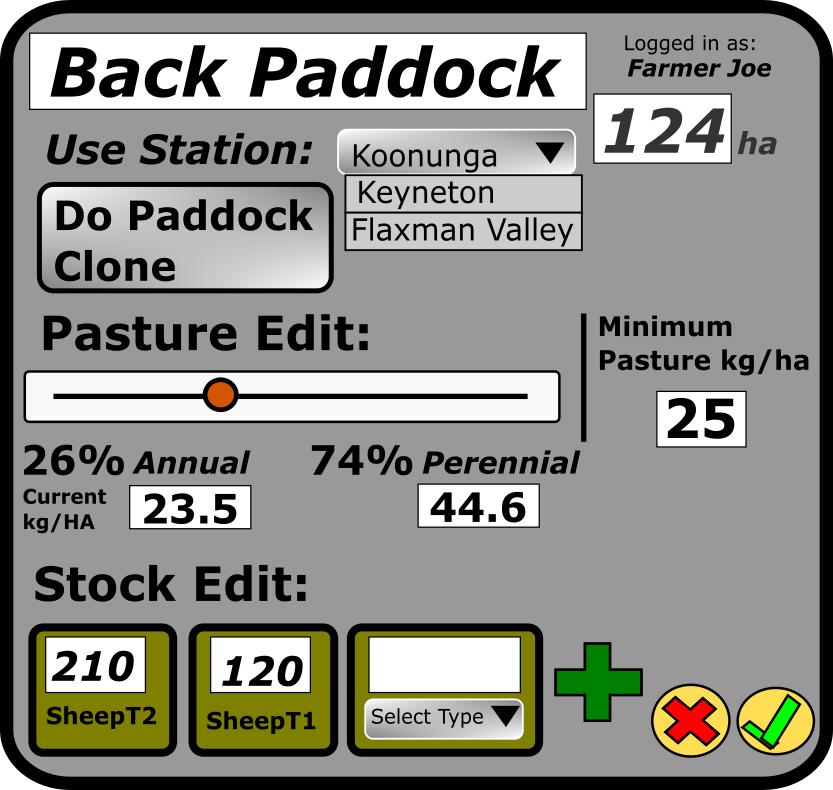 Back Paddock
Logged in as:
Farmer Joe
124 ha
Use Station:
Koonunga
Keyneton
Flaxman Valley
Do Paddock
Clone
Pasture Edit:
Minimum
Pasture kg/ha
25
26% Annual
74% Perennial
Current
kg/HA
23.5
44.6
Stock Edit:
210
SheepT2
120
SheepT1
Select Type